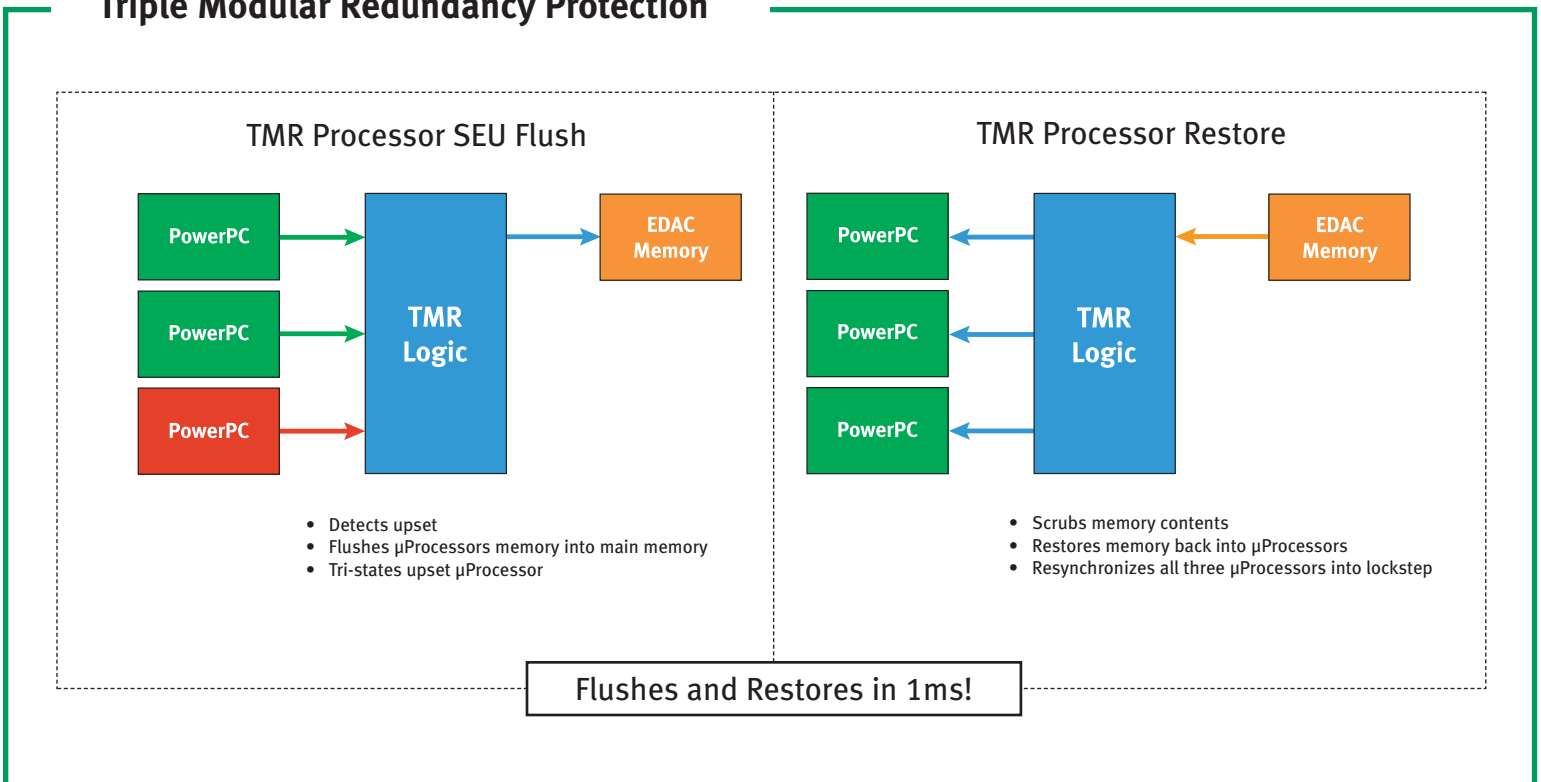 Triple Modular Redundancy Protection
TMR Processor SEU Flush
PowerPC
PowerPC
PowerPC
TMR
Logic
EDAC
Memory
• Detects upset
• Flushes µProcessors memory into main memory
• Tri-states upset µProcessor
TMR Processor Restore
PowerPC
PowerPC
PowerPC
TMR
Logic
EDAC
Memory
• Scrubs memory contents
• Restores memory back into µProcessors
• Resynchronizes all three µProcessors into lockstep
Flushes and Restores in 1ms!